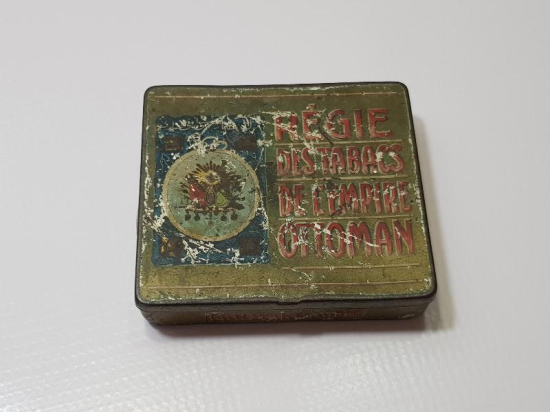 RÉGIE
DES TABACS
DE L'EMPIRE
OTTOMAN